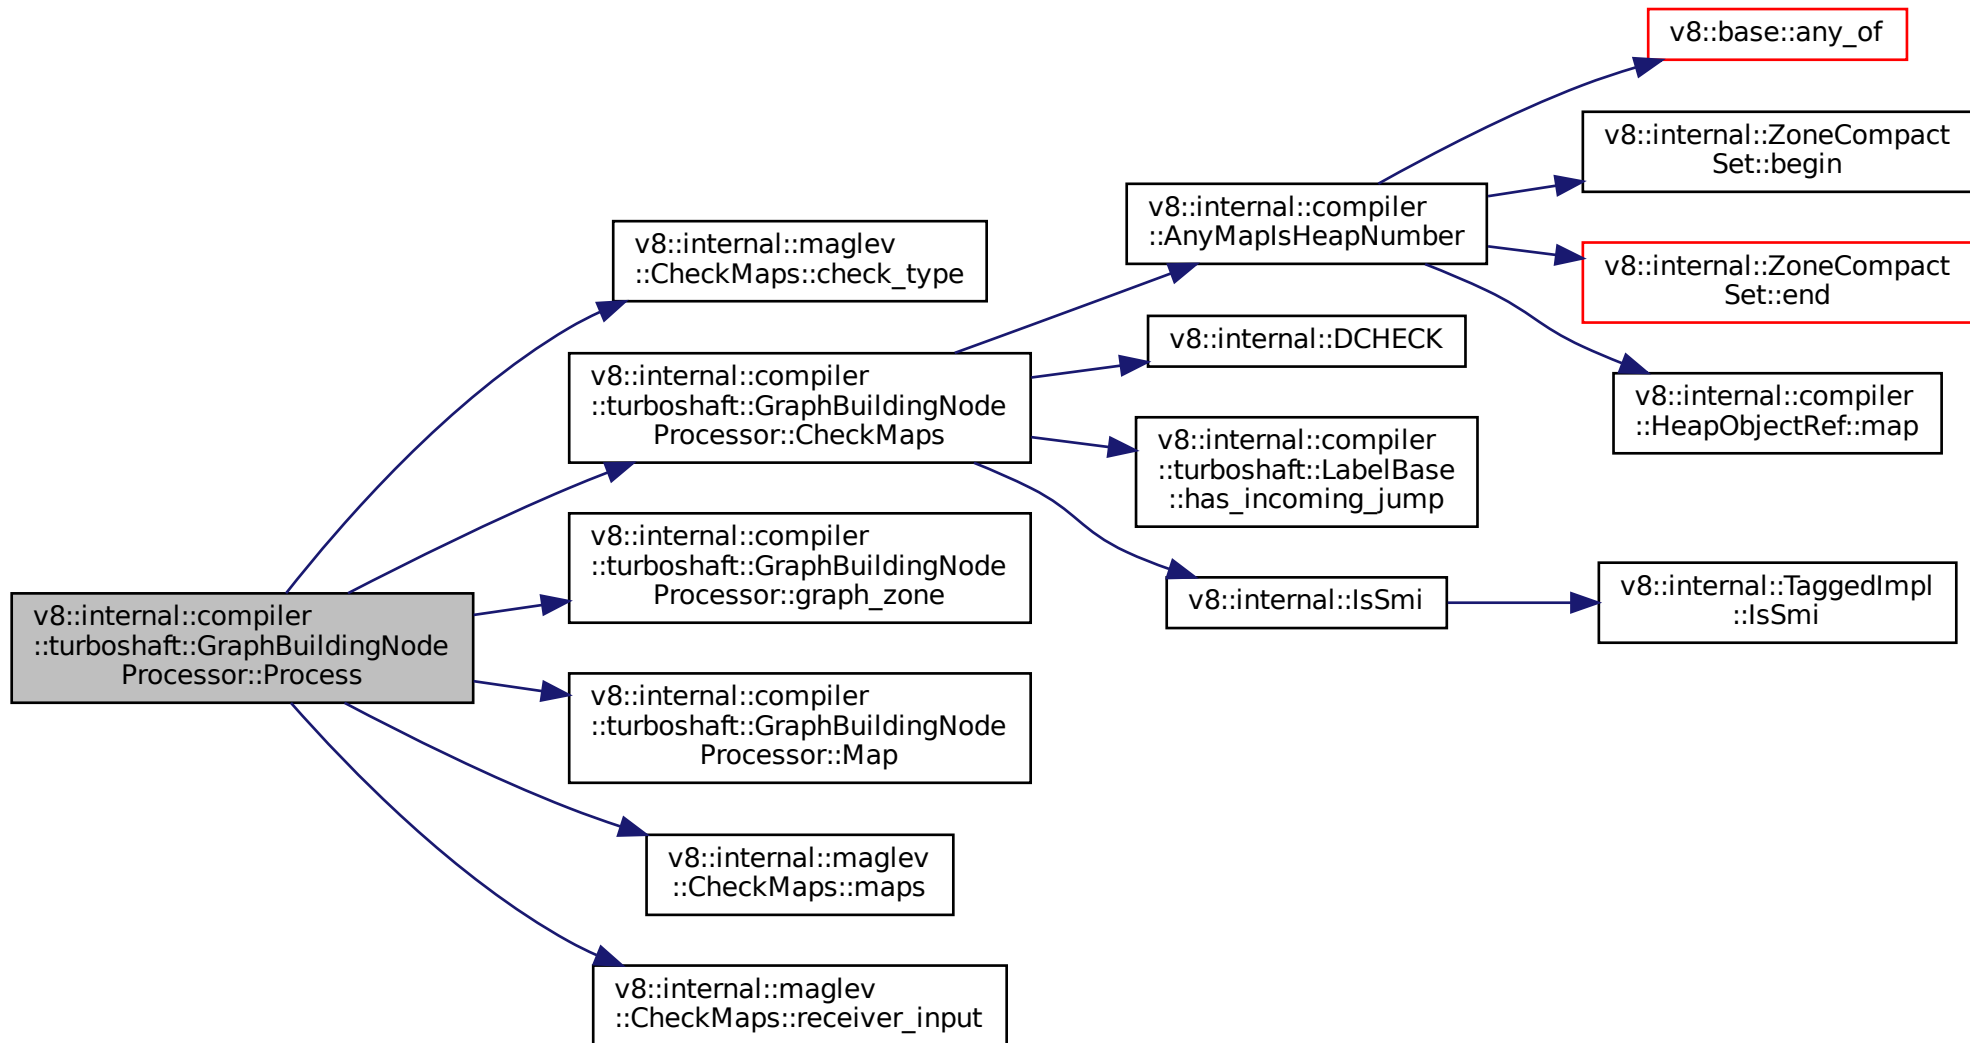 v8::base::any_of
v8::internal::ZoneCompact
Set::begin
v8::internal::compiler
::AnyMapIsHeapNumber
v8::internal::maglev
::CheckMaps::check_type
v8::internal::ZoneCompact
Set::end
v8::internal::DCHECK
v8::internal::compiler
::turboshaft::GraphBuildingNode
Processor::CheckMaps
v8::internal::compiler
::HeapObjectRef::map
v8::internal::compiler
::turboshaft::LabelBase
::has_incoming_jump
v8::internal::compiler
::turboshaft::GraphBuildingNode
Processor::graph_zone
v8::internal::IsSmi
v8::internal::TaggedImpl
::IsSmi
v8::internal::compiler
::turboshaft::GraphBuildingNode
Processor::Process
v8::internal::compiler
::turboshaft::GraphBuildingNode
Processor::Map
v8::internal::maglev
::CheckMaps::maps
v8::internal::maglev
::CheckMaps::receiver_input